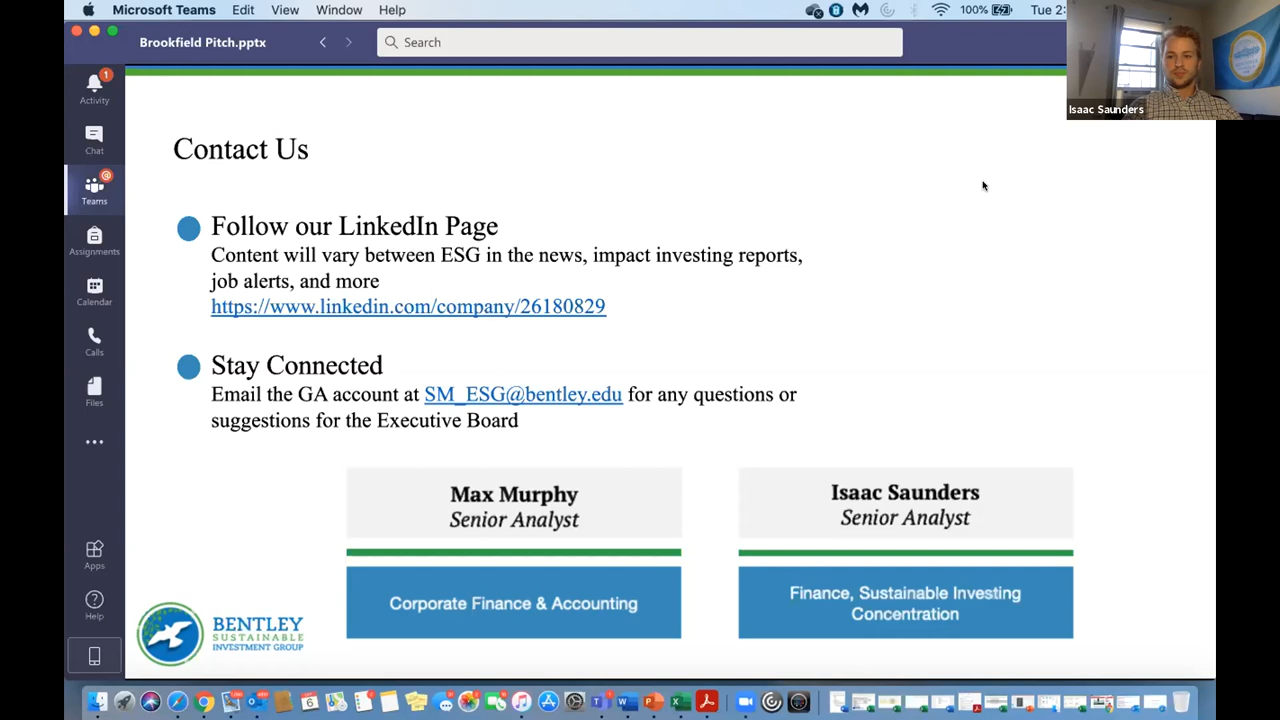 Microsoft Teams Edit View Window Help
100%
Tue 2:
Brookfield Pitch.pptx
Search
Isaac Saunders
1
Activity
Chat
Teams
Assignments
Calendar
Calls
Files
Apps
Help
Contact Us
Follow our LinkedIn Page
Content will vary between ESG in the news, impact investing reports,
job alerts, and more
https://www.linkedin.com/company/26180829
Stay Connected
Email the GA account at SM_ESG@bentley.edu for any questions or
suggestions for the Executive Board
Max Murphy
Senior Analyst
Corporate Finance & Accounting
Isaac Saunders
Senior Analyst
Finance, Sustainable Investing
Concentration
BENTLEY
SUSTAINABLE
INVESTMENT GROUP
6